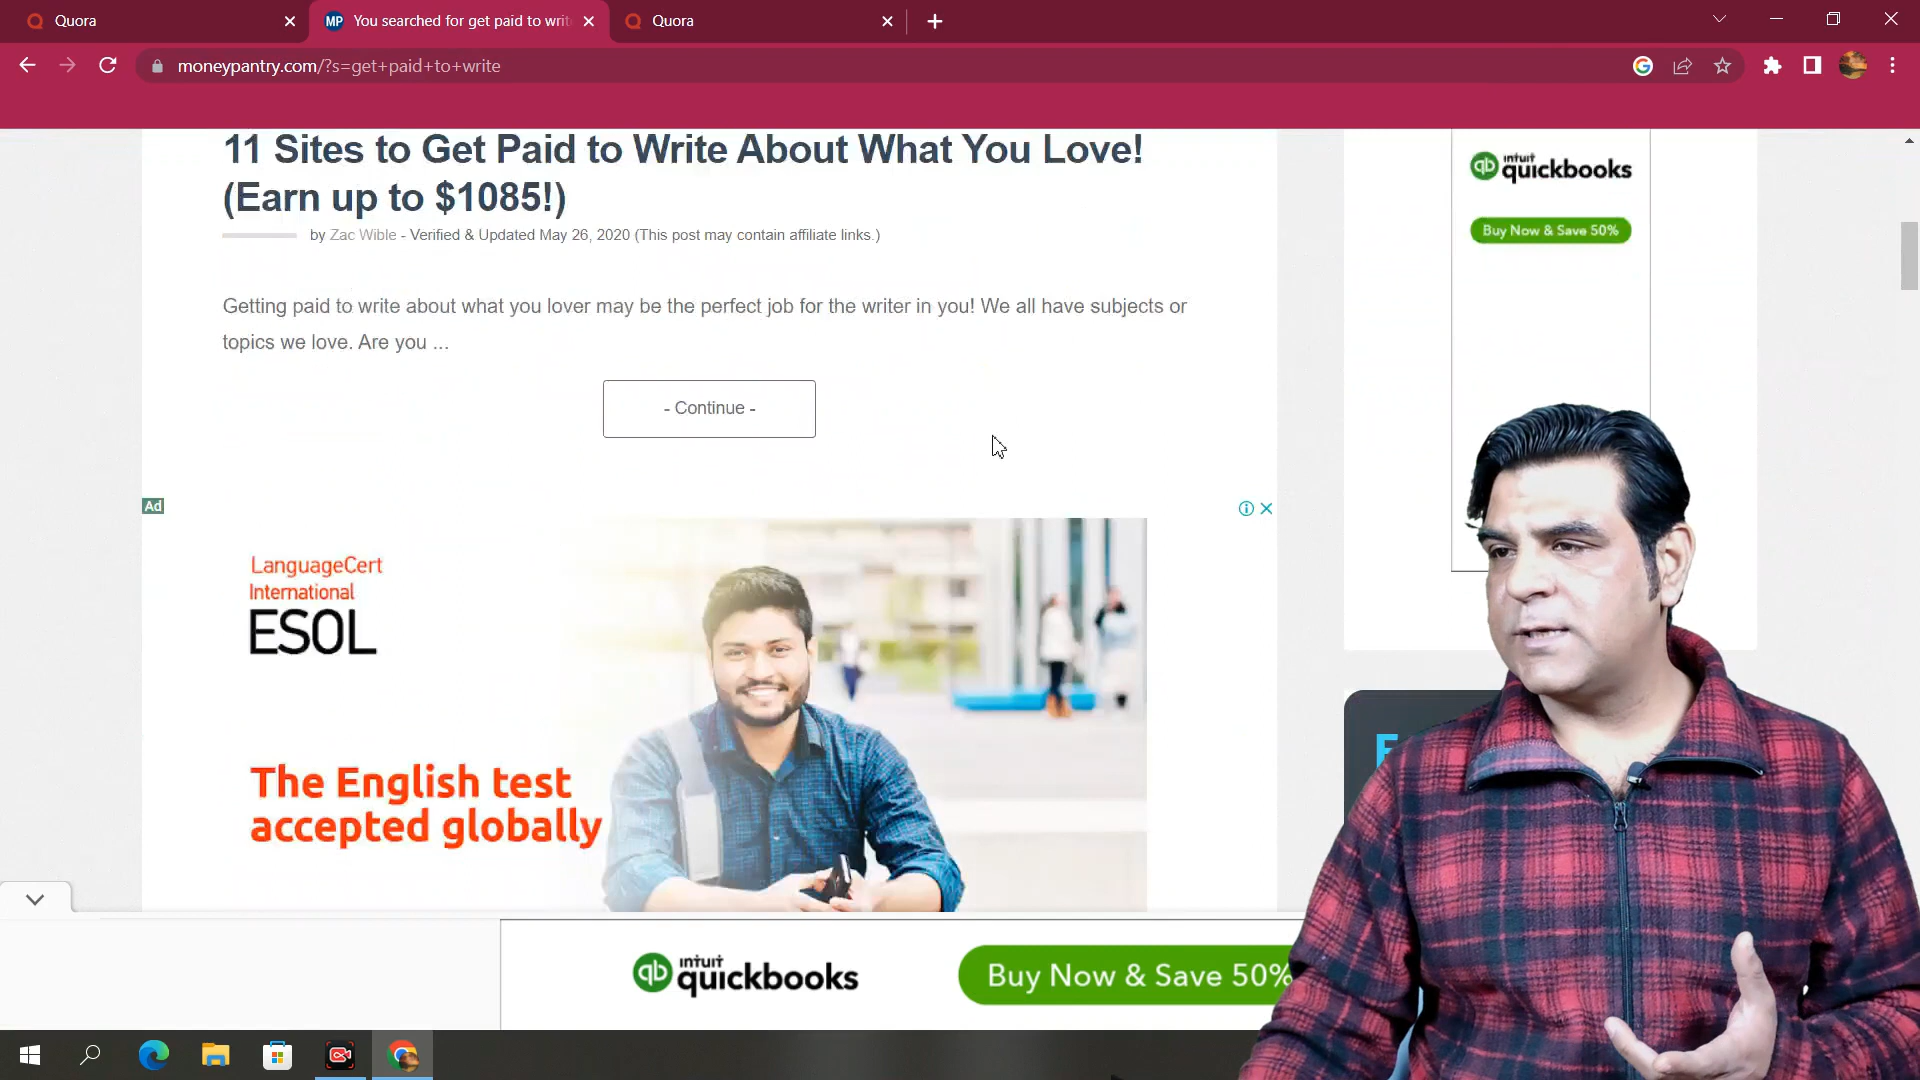 Quora
MP
You searched for get paid to writ
Quora
moneypantry.com/?s=get+paid+to+write
11 Sites to Get Paid to Write About What You Love!
(Earn up to $1085!)
by Zac Wible - Verified & Updated May 26, 2020 (This post may contain affiliate links.)
Getting paid to write about what you lover may be the perfect job for the writer in you! We all have subjects or
topics we love. Are you ...
- Continue -
intuit
quickbooks
Buy Now & Save 50%
Ad
LanguageCert
International
ESOL
The English test
accepted globally
intuit
quickbooks
Buy Now & Save 50%